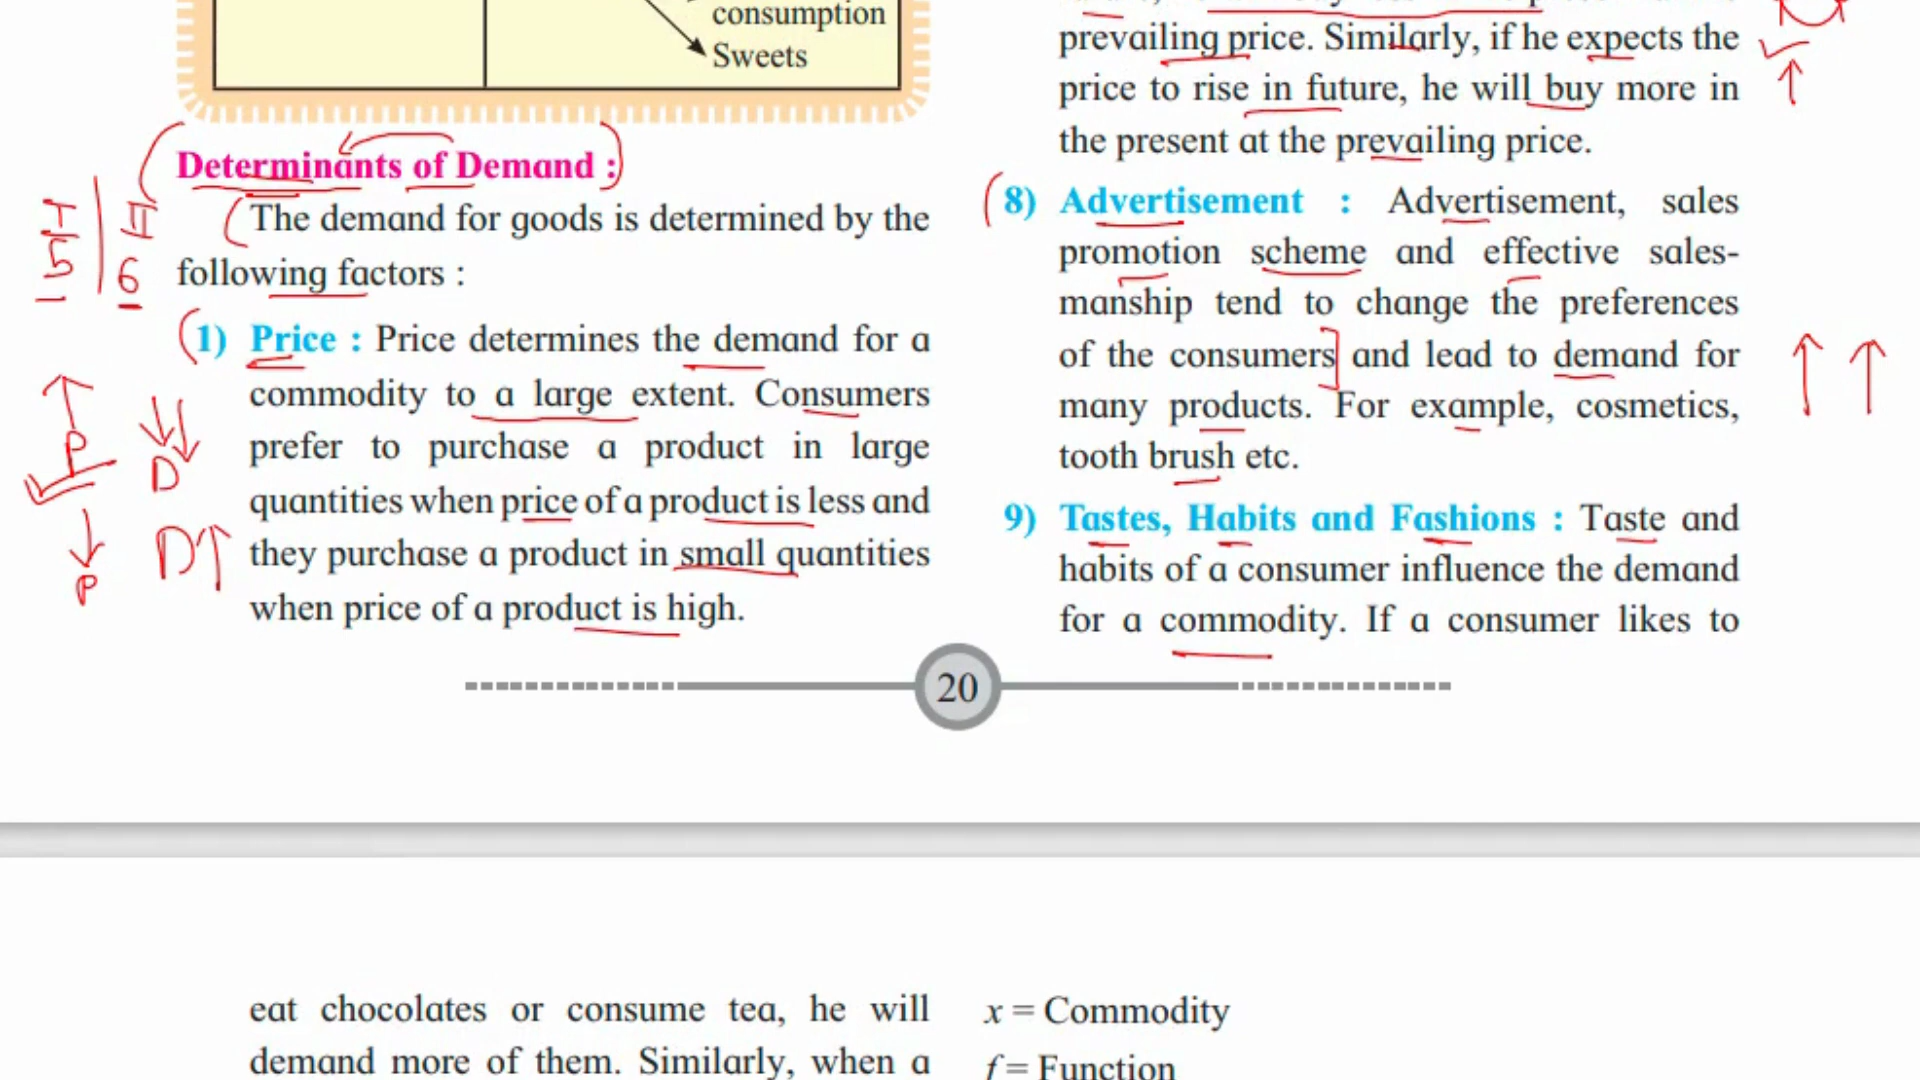 consumption
Sweets
Determinants of Demand :
The demand for goods is determined by the
following factors :
1) Price : Price determines the demand for a
commodity to a large extent. Consumers
prefer to purchase a product in large
quantities when price of a product is less and
they purchase a product in small quantities
when price of a product is high.
5
6
P
D
D
P
prevailing price. Similarly, if he expects the
price to rise in future, he will buy more in
the present at the prevailing price.
8) Advertisement : Advertisement, sales
promotion scheme and effective sales-
manship tend to change the preferences
of the consumers and lead to demand for
many products. For example, cosmetics,
tooth brush etc.
9) Tastes, Habits and Fashions : Taste and
habits of a consumer influence the demand
for a commodity. If a consumer likes to
20
eat chocolates or consume tea, he will
demand more of them. Similarly, when a
x = Commodity
f = Function